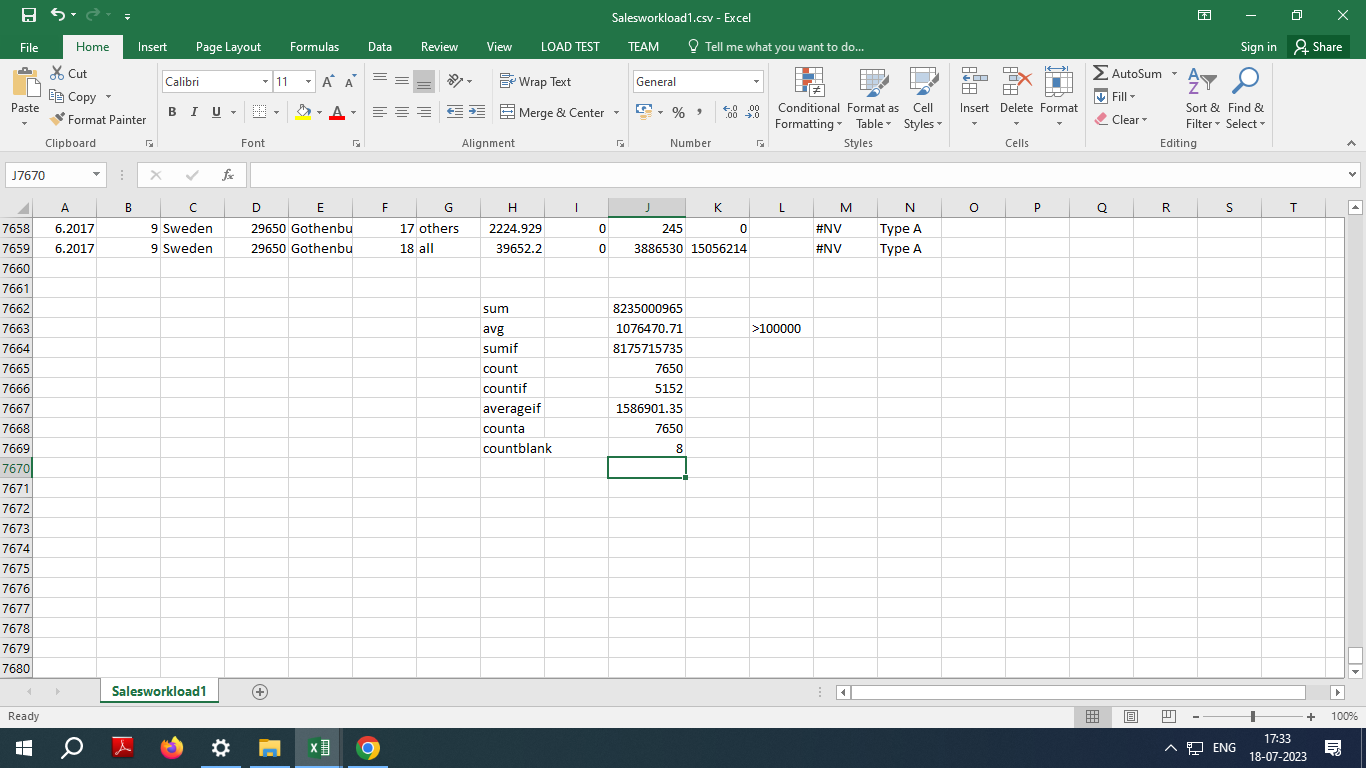 Salesworkload1.csv - Excel
File Home Insert Page Layout Formulas Data Review View LOAD TEST TEAM Tell me what you want to do... Sign in Share
Paste Cut Copy Format Painter Clipboard
Calibri 11 A A B I U A Font
Wrap Text Merge & Center Alignment
General % , .0 .00 .00 .0 Number
Conditional Formatting Format as Table Cell Styles Styles
Insert Delete Format Cells
AutoSum Fill Clear Sort & Filter Find & Select Editing
J7670 fx
A B C D E F G H I J K L M N O P Q R S T
7658 6.2017 9 Sweden 29650 Gothenbu 17 others 2224.929 0 245 0 #NV Type A
7659 6.2017 9 Sweden 29650 Gothenbu 18 all 39652.2 0 3886530 15056214 #NV Type A
7660
7661
7662 sum 8235000965
7663 avg 1076470.71 >100000
7664 sumif 8175715735
7665 count 7650
7666 countif 5152
7667 averageif 1586901.35
7668 counta 7650
7669 countblank 8
7670
7671
7672
7673
7674
7675
7676
7677
7678
7679
7680
Salesworkload1
Ready 100%
ENG 17:33
18-07-2023